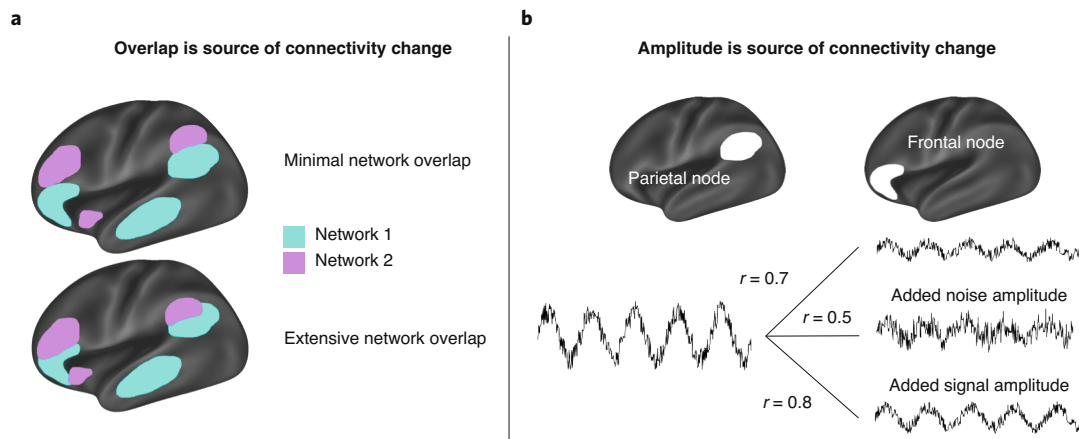 a
Overlap is source of connectivity change
Minimal network overlap
Network 1
Network 2
Extensive network overlap
b
Amplitude is source of connectivity change
Parietal node
Frontal node
r = 0.7
Added noise amplitude
r = 0.5
Added signal amplitude
r = 0.8